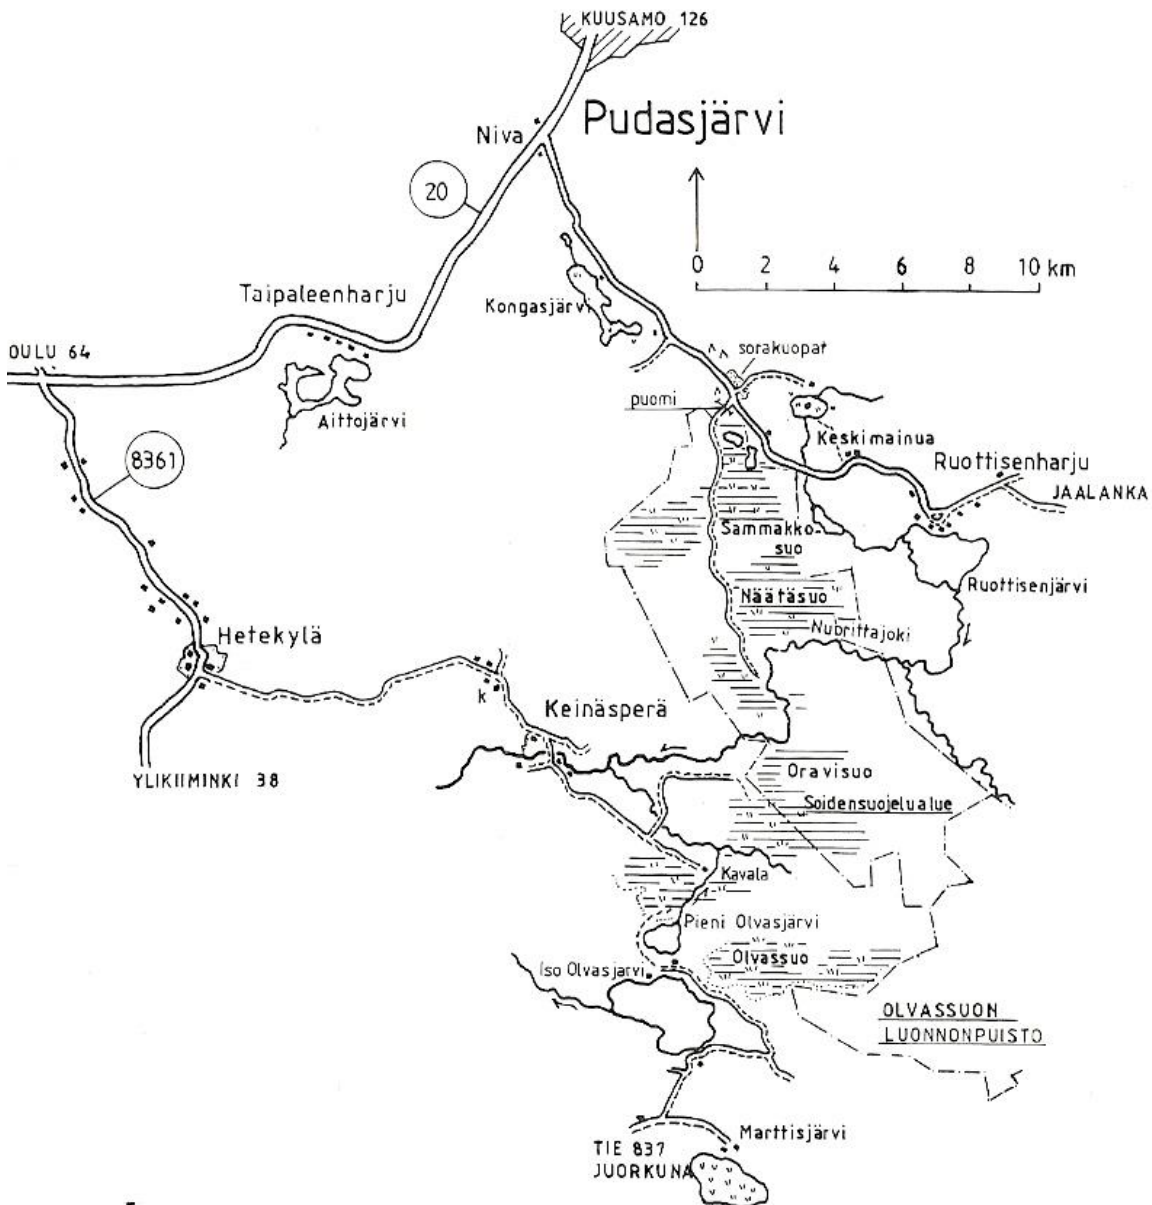 KUUSAMO 126
Pudasjärvi
Niva
20
0 2 4 6 8 10 km
Taipaleenharju
Kongasjärvi
OULU 64
sorakuopat
puomi
Aittojärvi
8361
Keskimainua
Ruottisenharju
JAALANKA
Sammakko-
suo
Näätäsuo
Ruottisenjärvi
Nubrittajoki
Hetekylä
k
Keinäsperä
YLIKIIMINKI 38
Oravisuo
Soidensuojelualue
Kavala
Pieni Olvasjärvi
Olvassuo
Iso Olvasjärvi
OLVASSUON
LUONNONPUISTO
Marttisjärvi
TIE 837
JUORKUNA